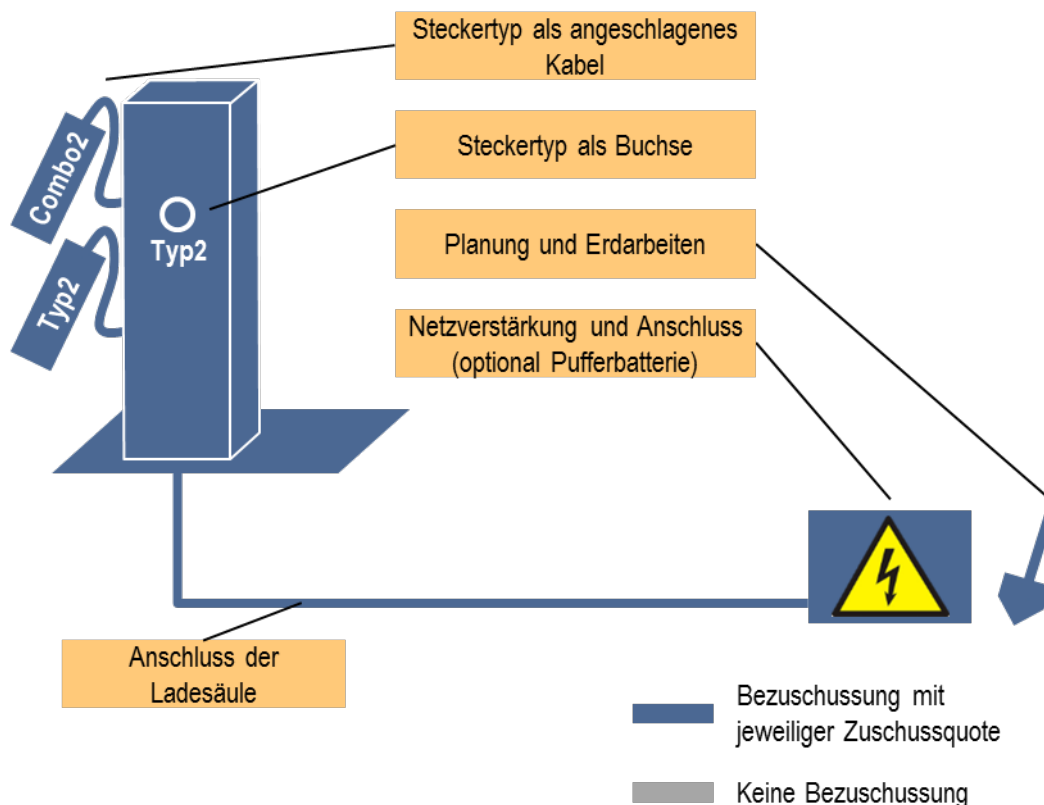 Steckertyp als angeschlagenes
Kabel
Steckertyp als Buchse
Combo2
Typ2
Typ2
Planung und Erdarbeiten
Netzverstärkung und Anschluss
(optional Pufferbatterie)
Anschluss der
Ladesäule
Bezuschussung mit
jeweiliger Zuschussquote
Keine Bezuschussung